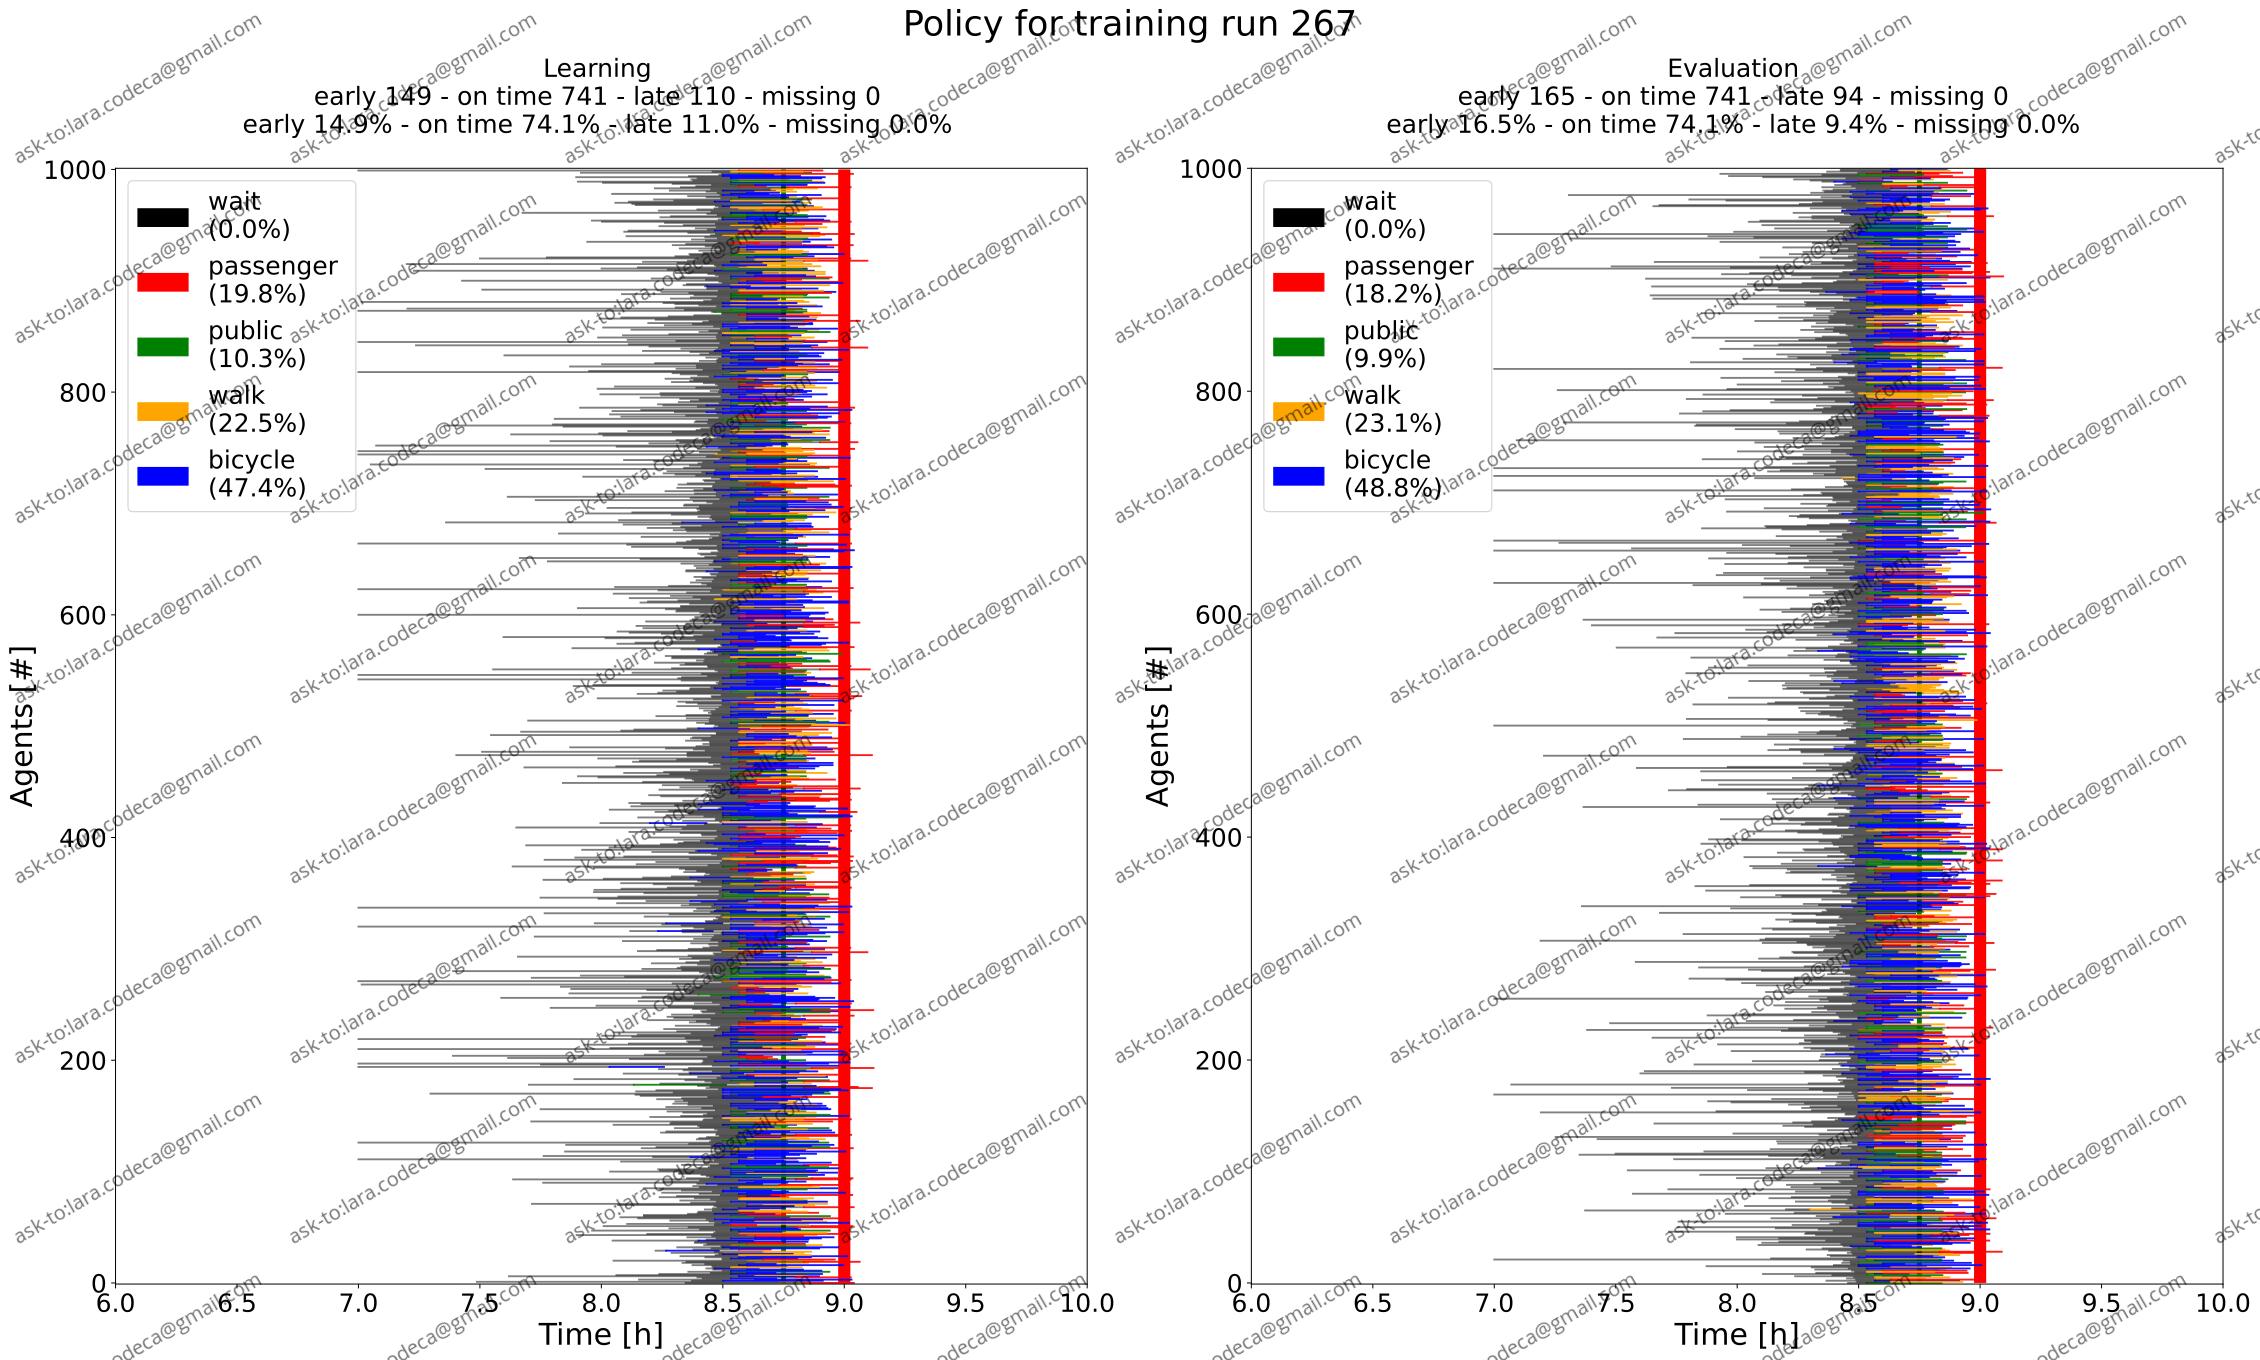 Policy for training run 267
Learning
early 149 - on time 741 - late 110 - missing 0
early 14.9% - on time 74.1% - late 11.0% - missing 0.0%
Evaluation
early 165 - on time 741 - late 94 - missing 0
early 16.5% - on time 74.1% - late 9.4% - missing 0.0%
wait
(0.0%)
passenger
(19.8%)
public
(10.3%)
walk
(22.5%)
bicycle
(47.4%)
Agents [#]
1000
800
600
400
200
0
6.0 6.5 7.0 7.5 8.0 8.5 9.0 9.5 10.0
Time [h]
wait
(0.0%)
passenger
(18.2%)
public
(9.9%)
walk
(23.1%)
bicycle
(48.8%)
Agents [#]
1000
800
600
400
200
0
6.0 6.5 7.0 7.5 8.0 8.5 9.0 9.5 10.0
Time [h]
ask-to:lara.codeca@gmail.com